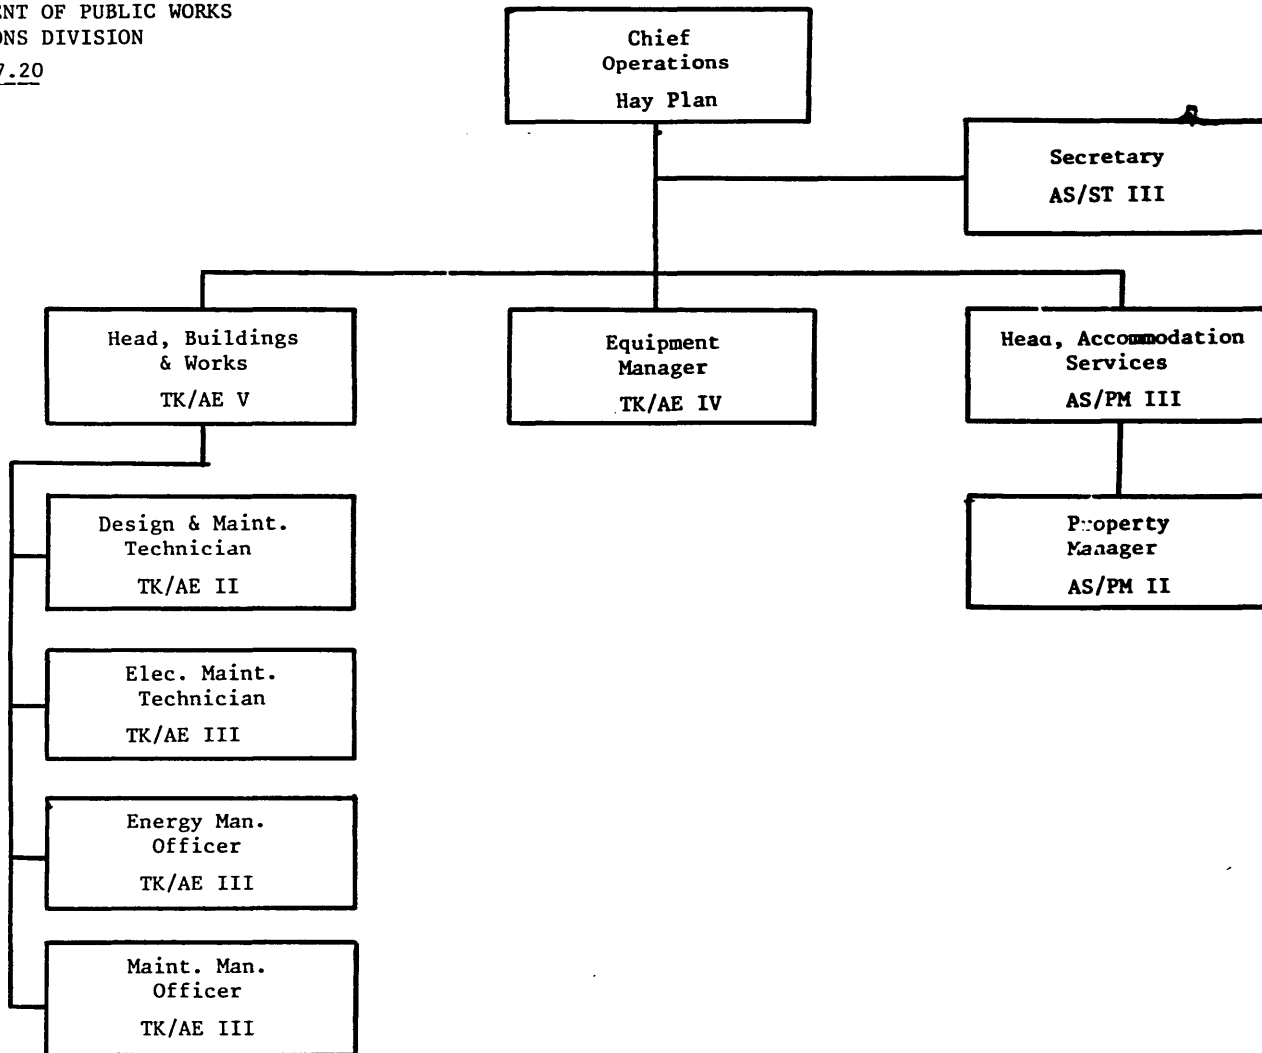 ENT OF PUBLIC WORKS
ONS DIVISION
7.20
Chief
Operations
Hay Plan
Secretary
AS/ST III
Head, Buildings
& Works
TK/AE V
Equipment
Manager
TK/AE IV
Head, Accommodation
Services
AS/PM III
Design & Maint.
Technician
TK/AE II
Property
Manager
AS/PM II
Elec. Maint.
Technician
TK/AE III
Energy Man.
Officer
TK/AE III
Maint. Man.
Officer
TK/AE III